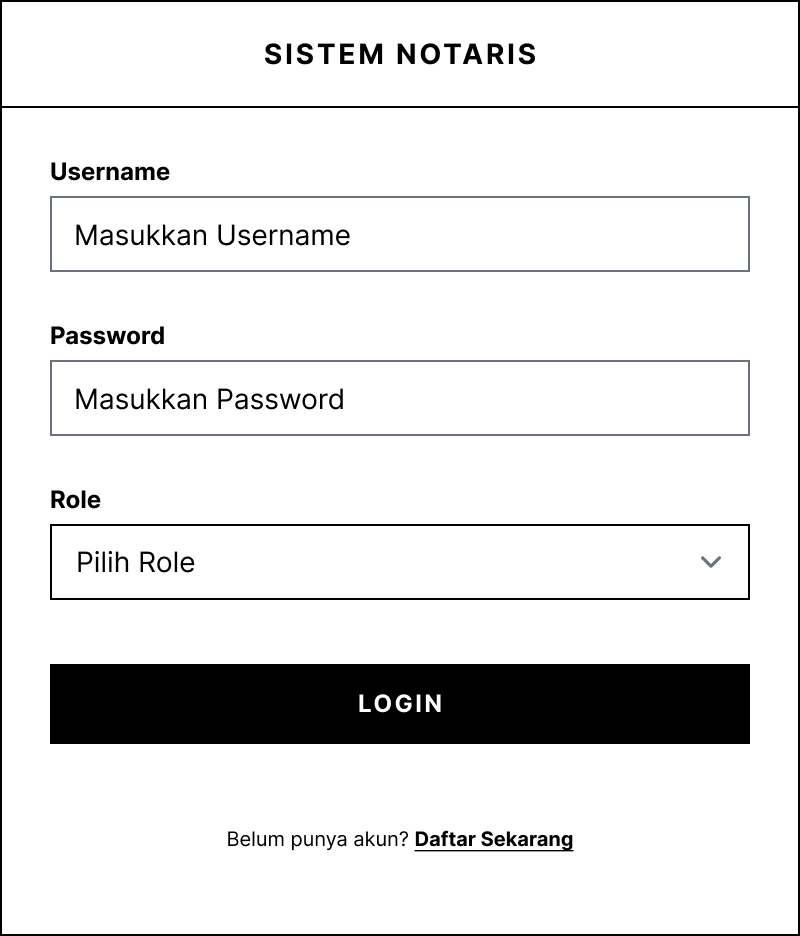 SISTEM NOTARIS
Username
Masukkan Username
Password
Masukkan Password
Role
Pilih Role
LOGIN
Belum punya akun? Daftar Sekarang